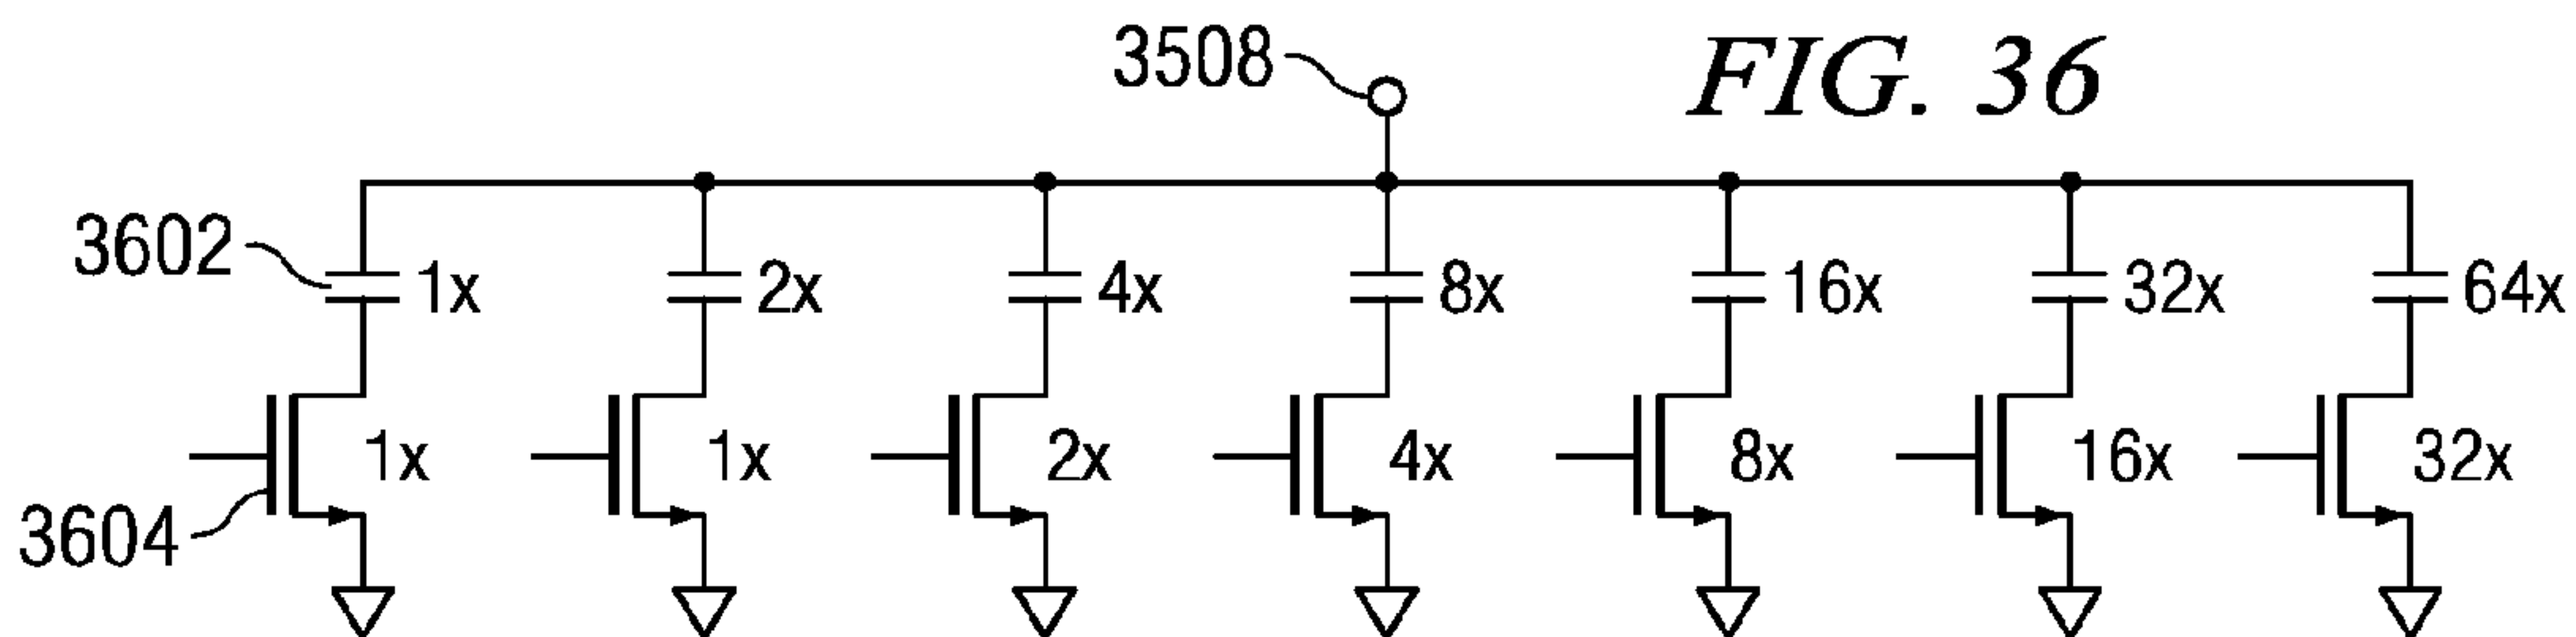 3508
FIG. 36
3602 1x 2x 4x 8x 16x 32x 64x
1x 1x 2x 4x 8x 16x 32x
3604